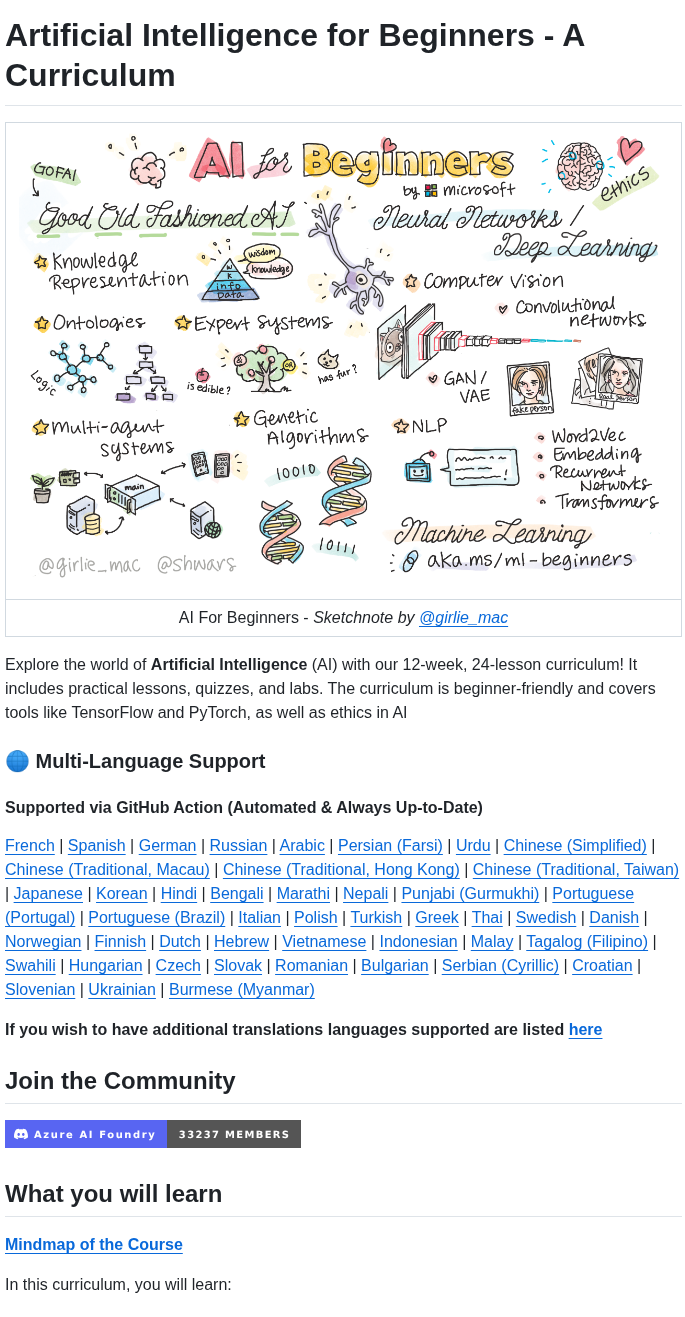 Artificial Intelligence for Beginners - A
Curriculum
AI for Beginners
by microsoft
GOFAI
ethics
Good Old Fashioned AI
Neural Networks /
Deep Learning
Knowledge
Representation
wisdom
knowledge
W
K
info
Data
Computer Vision
Convolutional
networks
Ontologies
Expert Systems
Logic
is edible?
OR
has fur?
GAN/
VAE
fake person
real person
Multi-agent
systems
Genetic
Algorithms
NLP
Word2Vec
Embedding
Recurrent
Networks
Transformers
main
10010
10111
Machine Learning
aka.ms/ml-beginners
@girlie_mac @shwars
AI For Beginners - Sketchnote by @girlie_mac
Explore the world of Artificial Intelligence (AI) with our 12-week, 24-lesson curriculum! It
includes practical lessons, quizzes, and labs. The curriculum is beginner-friendly and covers
tools like TensorFlow and PyTorch, as well as ethics in AI
🌐 Multi-Language Support
Supported via GitHub Action (Automated & Always Up-to-Date)
French | Spanish | German | Russian | Arabic | Persian (Farsi) | Urdu | Chinese (Simplified) |
Chinese (Traditional, Macau) | Chinese (Traditional, Hong Kong) | Chinese (Traditional, Taiwan)
| Japanese | Korean | Hindi | Bengali | Marathi | Nepali | Punjabi (Gurmukhi) | Portuguese
(Portugal) | Portuguese (Brazil) | Italian | Polish | Turkish | Greek | Thai | Swedish | Danish |
Norwegian | Finnish | Dutch | Hebrew | Vietnamese | Indonesian | Malay | Tagalog (Filipino) |
Swahili | Hungarian | Czech | Slovak | Romanian | Bulgarian | Serbian (Cyrillic) | Croatian |
Slovenian | Ukrainian | Burmese (Myanmar)
If you wish to have additional translations languages supported are listed here
Join the Community
Azure AI Foundry 33237 MEMBERS
What you will learn
Mindmap of the Course
In this curriculum, you will learn: